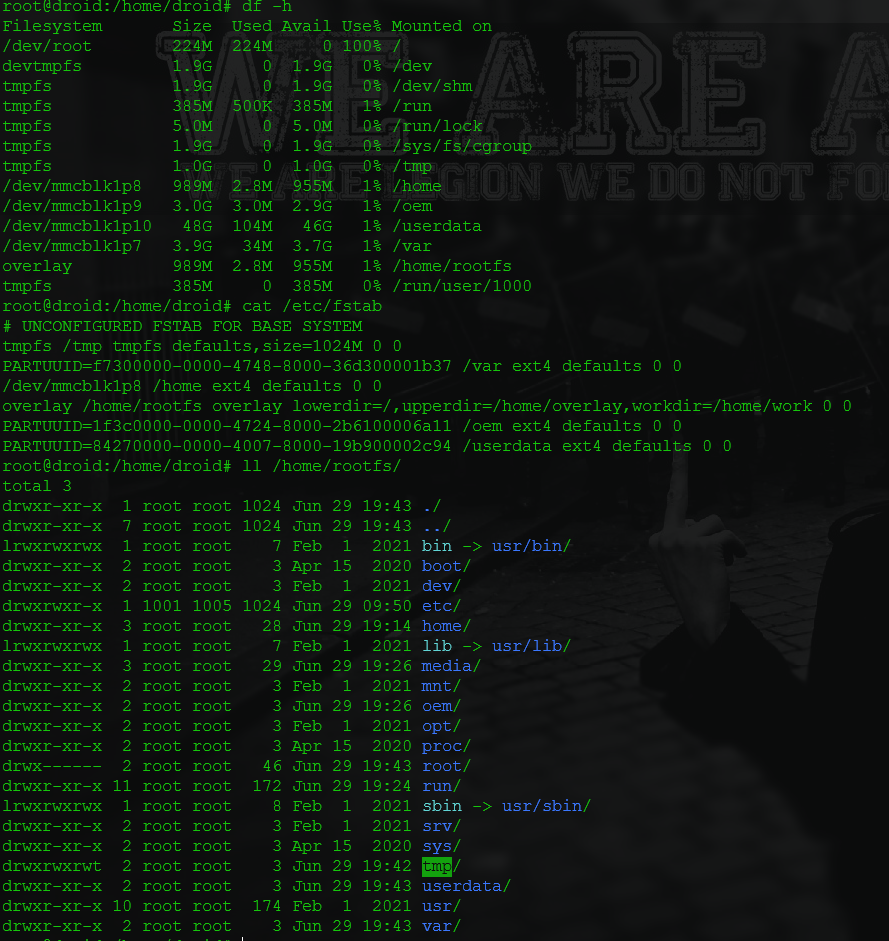 root@droid:/home/droid# df -h
Filesystem      Size  Used Avail Use% Mounted on
/dev/root       224M  224M     0 100% /
devtmpfs        1.9G     0  1.9G   0% /dev
tmpfs           1.9G     0  1.9G   0% /dev/shm
tmpfs           385M  500K  385M   1% /run
tmpfs           5.0M     0  5.0M   0% /run/lock
tmpfs           1.9G     0  1.9G   0% /sys/fs/cgroup
tmpfs           1.0G     0  1.0G   0% /tmp
/dev/mmcblk1p8  989M  2.8M  955M   1% /home
/dev/mmcblk1p9  3.0G  3.0M  2.9G   1% /oem
/dev/mmcblk1p10  48G  104M   46G   1% /userdata
/dev/mmcblk1p7  3.9G   34M  3.7G   1% /var
overlay         989M  2.8M  955M   1% /home/rootfs
tmpfs           385M     0  385M   0% /run/user/1000
root@droid:/home/droid# cat /etc/fstab
# UNCONFIGURED FSTAB FOR BASE SYSTEM
tmpfs /tmp tmpfs defaults,size=1024M 0 0
PARTUUID=f7300000-0000-4748-8000-36d300001b37 /var ext4 defaults 0 0
/dev/mmcblk1p8 /home ext4 defaults 0 0
overlay /home/rootfs overlay lowerdir=/,upperdir=/home/overlay,workdir=/home/work 0 0
PARTUUID=1f3c0000-0000-4724-8000-2b6100006a11 /oem ext4 defaults 0 0
PARTUUID=84270000-0000-4007-8000-19b900002c94 /userdata ext4 defaults 0 0
root@droid:/home/droid# ll /home/rootfs/
total 3
drwxr-xr-x  1 root root 1024 Jun 29 19:43 ./
drwxr-xr-x  7 root root 1024 Jun 29 19:43 ../
lrwxrwxrwx  1 root root    7 Feb  1  2021 bin -> usr/bin/
drwxr-xr-x  2 root root    3 Apr 15  2020 boot/
drwxr-xr-x  2 root root    3 Feb  1  2021 dev/
drwxrwxr-x  1 1001 1005 1024 Jun 29 09:50 etc/
drwxr-xr-x  3 root root   28 Jun 29 19:14 home/
lrwxrwxrwx  1 root root    7 Feb  1  2021 lib -> usr/lib/
drwxr-xr-x  3 root root   29 Jun 29 19:26 media/
drwxr-xr-x  2 root root    3 Feb  1  2021 mnt/
drwxr-xr-x  2 root root    3 Jun 29 19:26 oem/
drwxr-xr-x  2 root root    3 Feb  1  2021 opt/
drwxr-xr-x  2 root root    3 Apr 15  2020 proc/
drwx------  2 root root   46 Jun 29 19:43 root/
drwxr-xr-x 11 root root  172 Jun 29 19:24 run/
lrwxrwxrwx  1 root root    8 Feb  1  2021 sbin -> usr/sbin/
drwxr-xr-x  2 root root    3 Feb  1  2021 srv/
drwxr-xr-x  2 root root    3 Apr 15  2020 sys/
drwxrwxrwt  2 root root    3 Jun 29 19:42 tmp/
drwxr-xr-x  2 root root    3 Jun 29 19:43 userdata/
drwxr-xr-x 10 root root  174 Feb  1  2021 usr/
drwxr-xr-x  2 root root    3 Jun 29 19:43 var/
WE ARE
WE ARE LEGION WE DO NOT